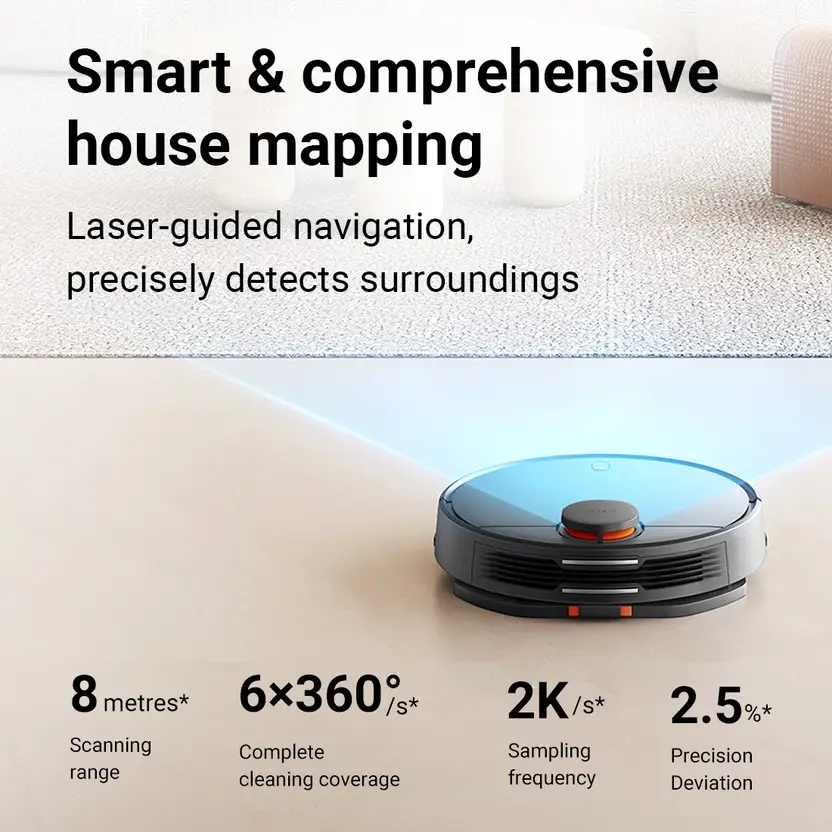 Smart & comprehensive
house mapping
Laser-guided navigation,
precisely detects surroundings
8 metres*
Scanning
range
6×360°/s*
Complete
cleaning coverage
2K/s*
Sampling
frequency
2.5%*
Precision
Deviation